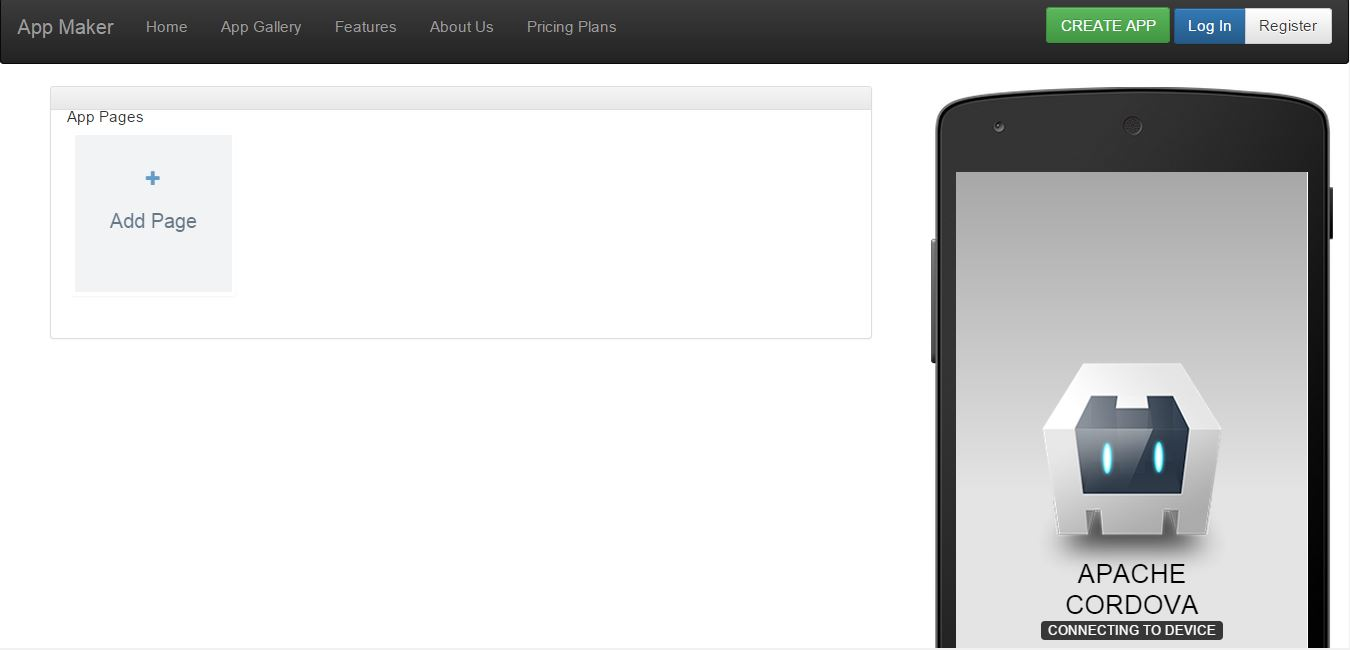 App Maker Home App Gallery Features About Us Pricing Plans CREATE APP Log In Register
App Pages
Add Page
APACHE
CORDOVA
CONNECTING TO DEVICE